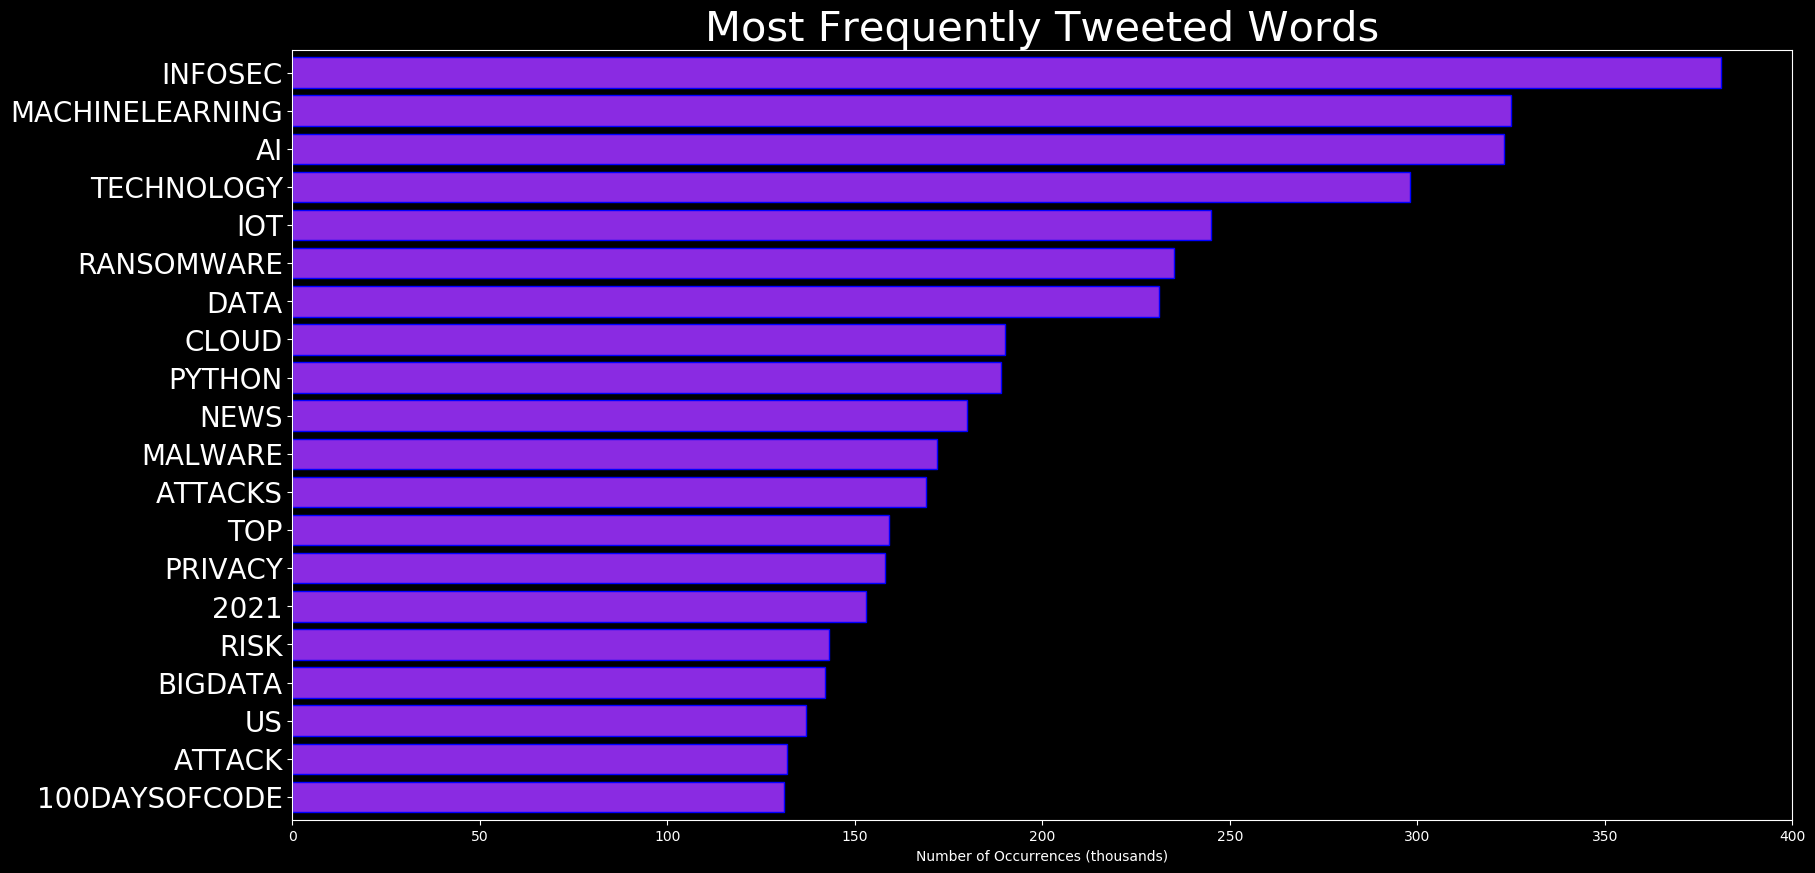 Most Frequently Tweeted Words
INFOSEC
MACHINELEARNING
AI
TECHNOLOGY
IOT
RANSOMWARE
DATA
CLOUD
PYTHON
NEWS
MALWARE
ATTACKS
TOP
PRIVACY
2021
RISK
BIGDATA
US
ATTACK
100DAYSOFCODE
0 50 100 150 200 250 300 350 400
Number of Occurrences (thousands)